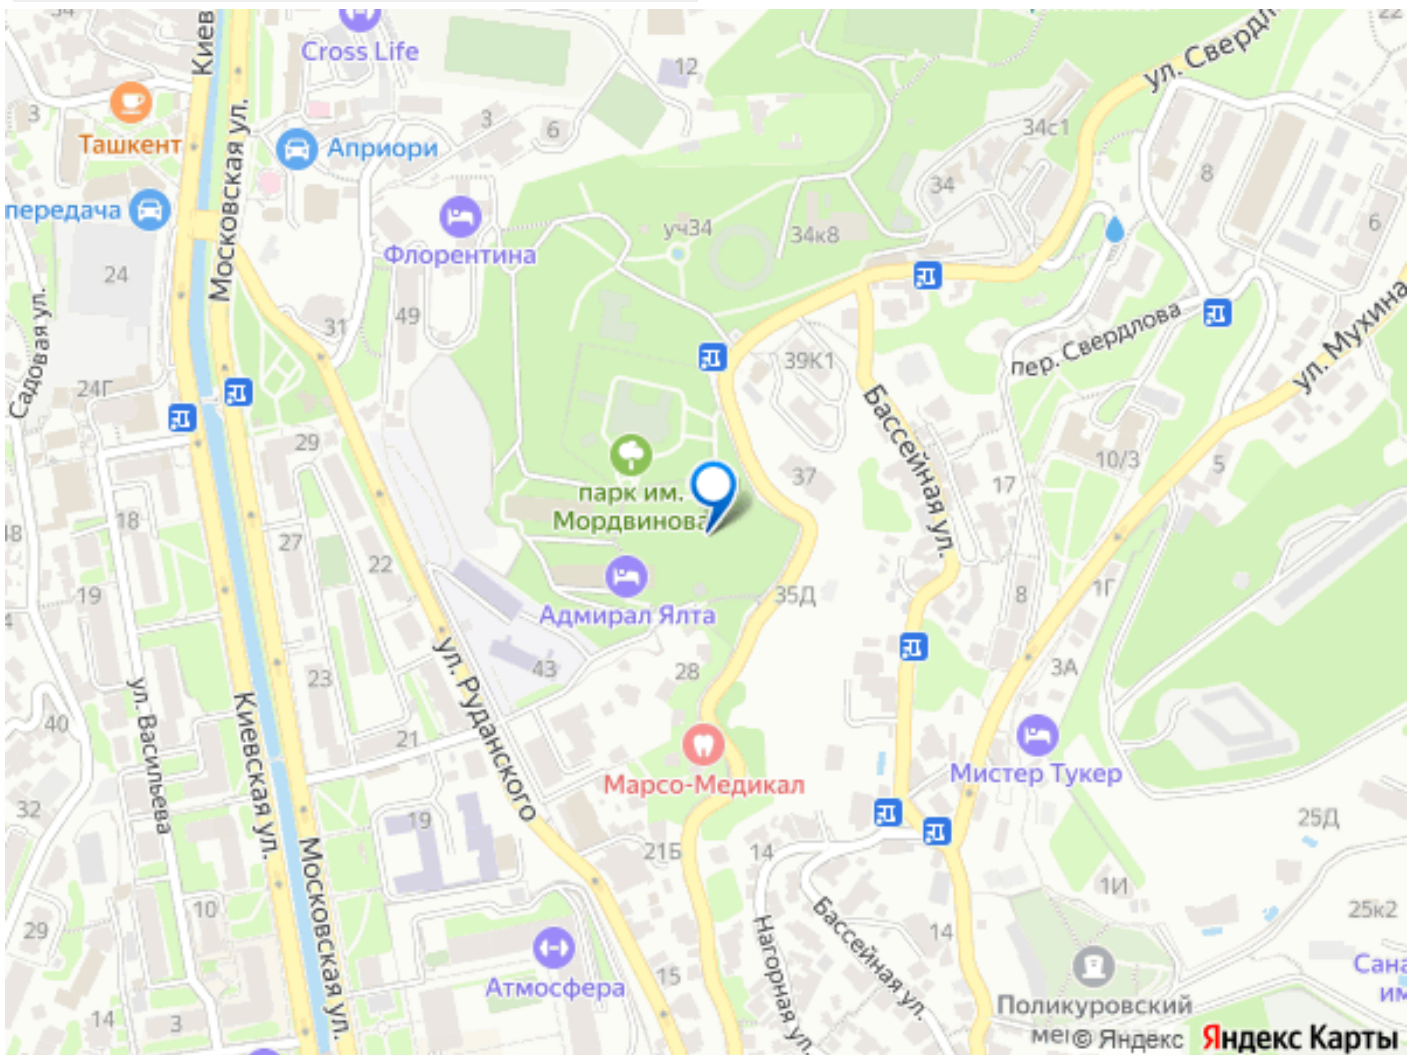 Киев
Московская ул.
Cross Life
12
ул. Свердл
22
3
Ташкент
3
6
Априори
34с1
34
8
6
передача
Флорентина
уч34
34к8
24
Садовая ул.
31
49
пер. Свердлова
ул. Мухина
24Г
39К1
Бассейная ул.
29
10/3
5
37
17
парк им.
Мордвинова
18
27
22
19
35Д
8
1Г
Адмирал Ялта
43
28
3А
23
ул. Руданского
40
ул. Васильева
Киевская ул.
21
Мистер Тукер
Марсо-Медикал
32
19
21Б
14
25Д
Московская ул.
1И
10
29
Нагорная ул.
Бассейная ул.
14
25к2
Атмосфера
15
Сана
им
Поликуровский
мем
14
3
© Яндекс
Яндекс Карты